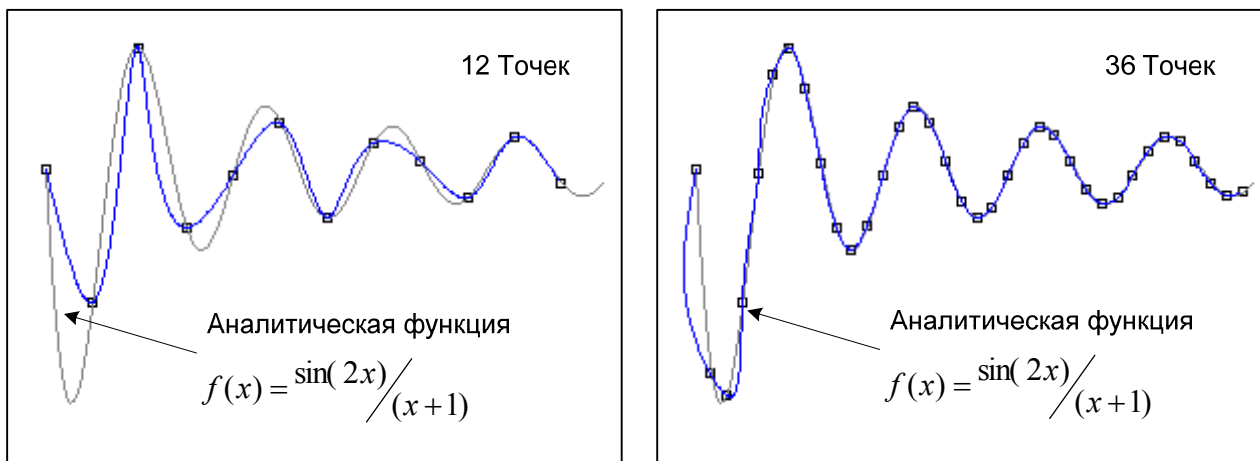 12 Точек
Аналитическая функция
f(x) = sin(2x)/(x+1)
36 Точек
Аналитическая функция
f(x) = sin(2x)/(x+1)